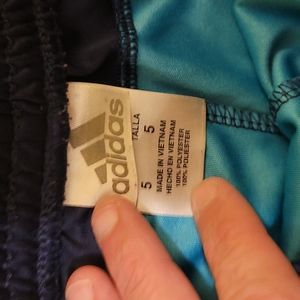 adidas
TALLA
5 5
MADE IN VIETNAM
HECHO EN VIETNAM
100% POLYESTER
100% POLIESTER